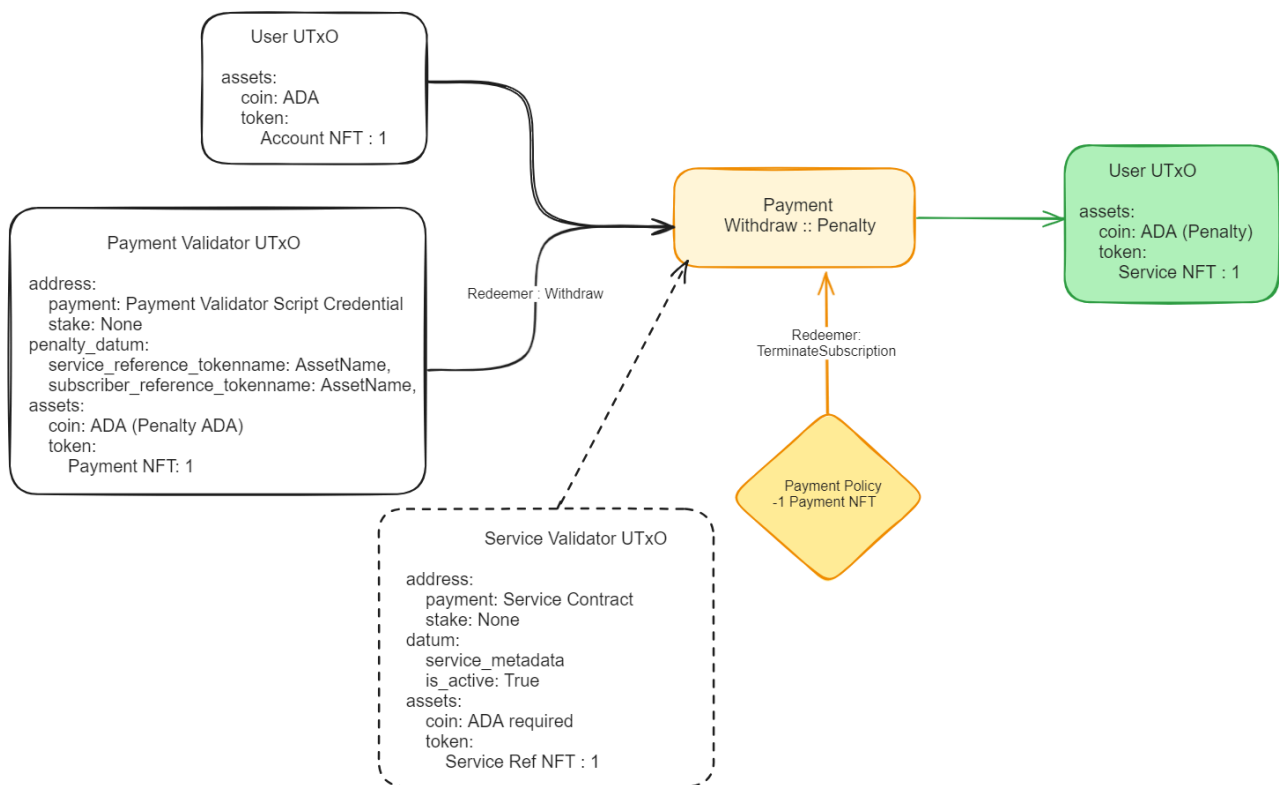 User UTxO
assets:
coin: ADA
token:
Account NFT : 1
Payment Validator UTxO
address:
payment: Payment Validator Script Credential
stake: None
penalty_datum:
service_reference_tokenname: AssetName,
subscriber_reference_tokenname: AssetName,
assets:
coin: ADA (Penalty ADA)
token:
Payment NFT: 1
Redeemer : Withdraw
Payment
Withdraw :: Penalty
User UTxO
assets:
coin: ADA (Penalty)
token:
Service NFT : 1
Redeemer:
TerminateSubscription
Payment Policy
-1 Payment NFT
Service Validator UTxO
address:
payment: Service Contract
stake: None
datum:
service_metadata
is_active: True
assets:
coin: ADA required
token:
Service Ref NFT : 1